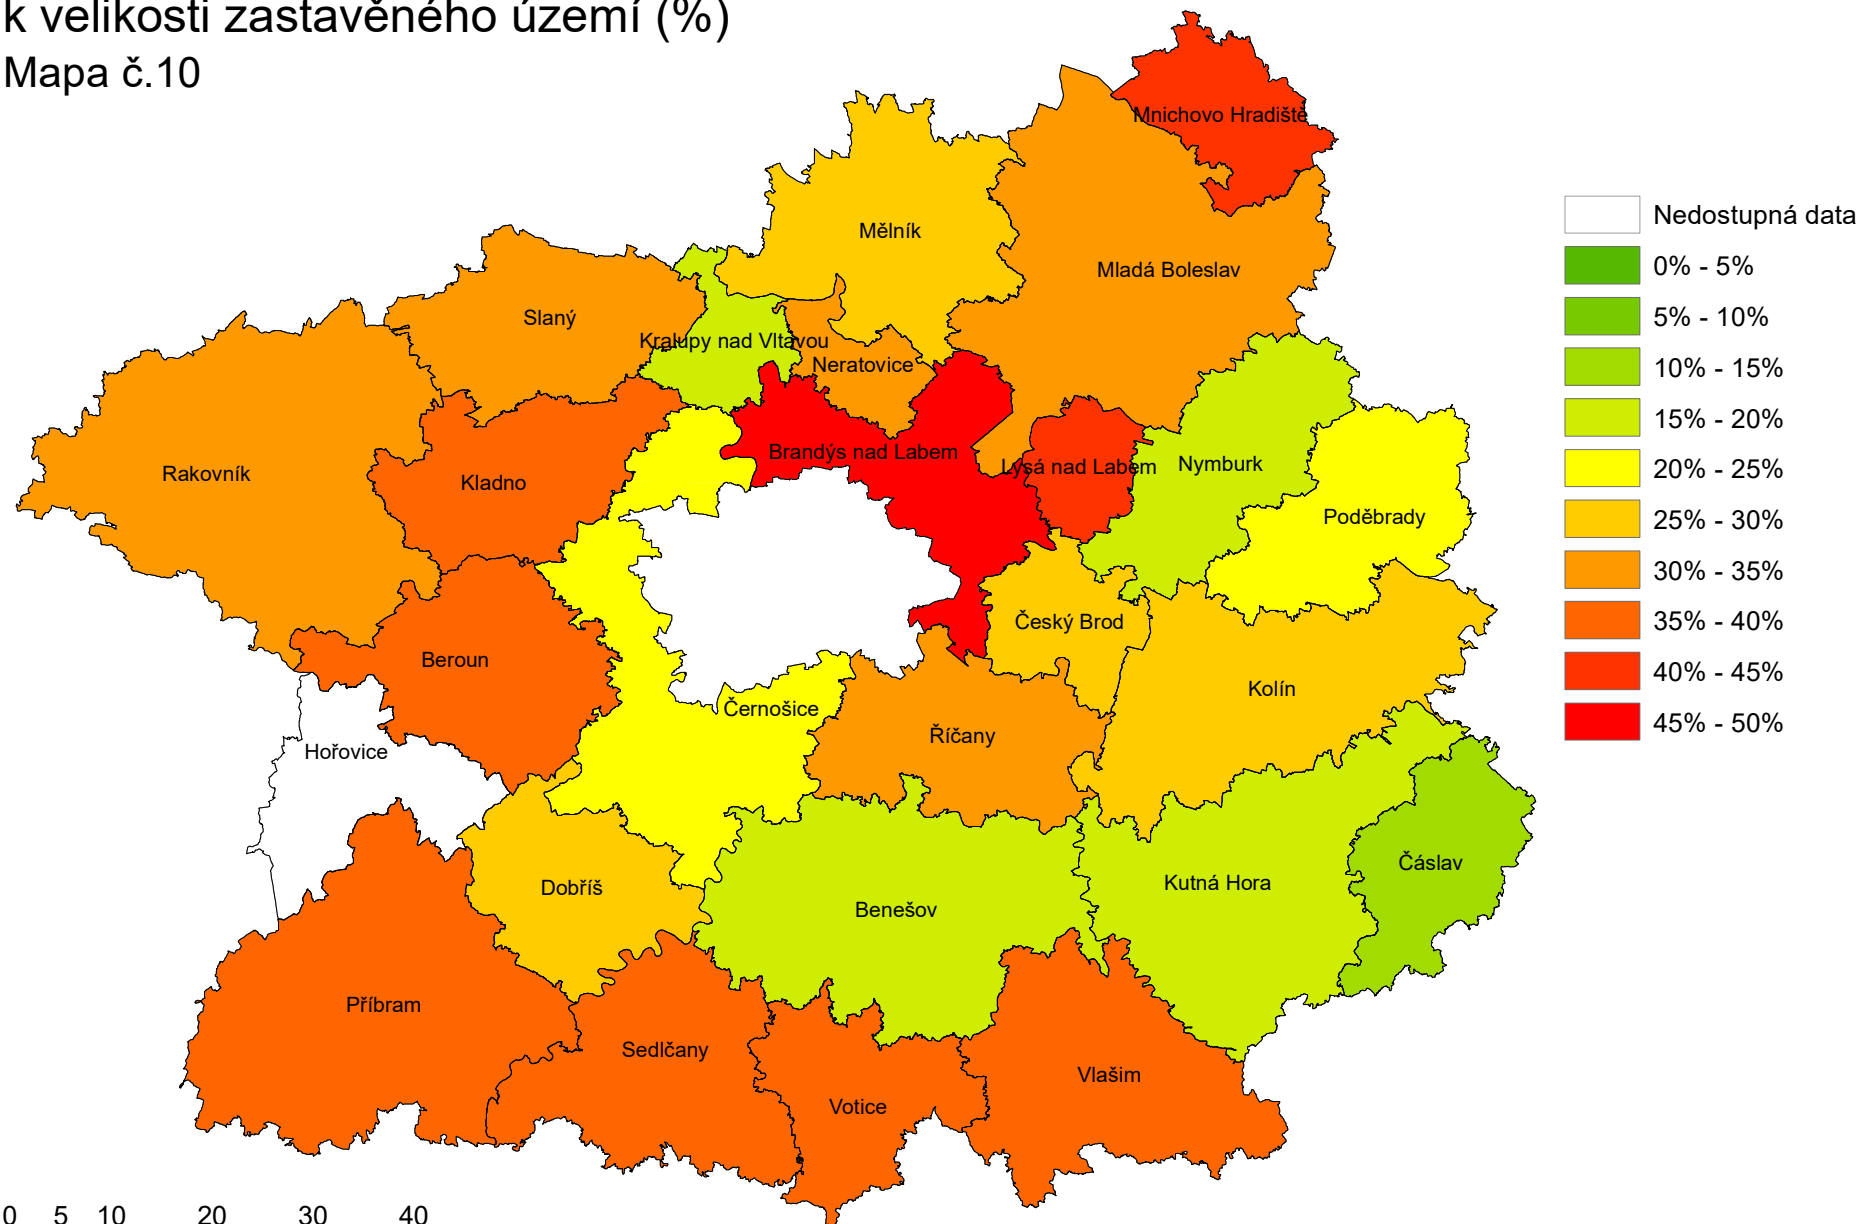 k velikosti zastavěného území (%)
Mapa č.10
Mnichovo Hradiště
Mělník
Mladá Boleslav
Slaný
Kralupy nad Vltavou
Neratovice
Rakovník
Kladno
Brandýs nad Labem
Lysá nad Labem
Nymburk
Poděbrady
Český Brod
Beroun
Kolín
Černošice
Říčany
Hořovice
Čáslav
Kutná Hora
Dobříš
Benešov
Příbram
Sedlčany
Vlašim
Votice
Nedostupná data
0% - 5%
5% - 10%
10% - 15%
15% - 20%
20% - 25%
25% - 30%
30% - 35%
35% - 40%
40% - 45%
45% - 50%
0 5 10 20 30 40